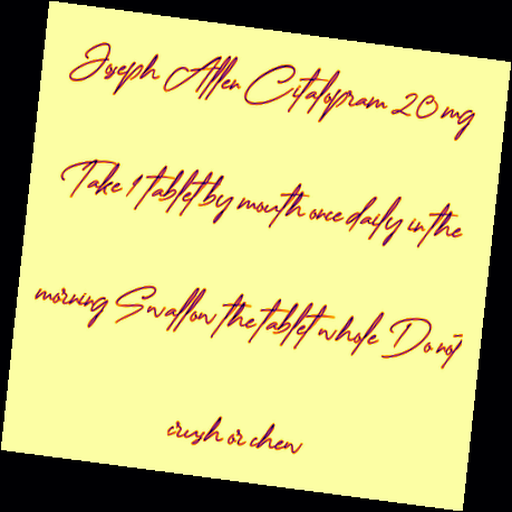 Joseph Allen Citalopram 20 mg
Take 1 tablet by mouth once daily in the
morning Swallow the tablet whole Do not
crush or chew